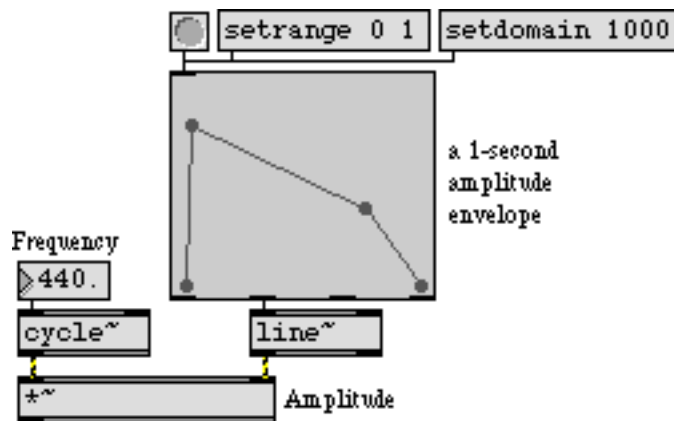 setrange 0 1
setdomain 1000
a 1-second
amplitude
envelope
Frequency
440.
cycle~
line~
*~
Amplitude